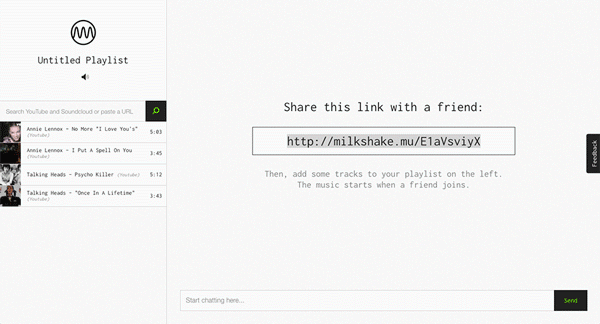 Untitled Playlist
Search YouTube and Soundcloud or paste a URL
Annie Lennox - No More "I Love You's"
(Youtube)
5:03
Annie Lennox - I Put A Spell On You
(Youtube)
3:45
Talking Heads - Psycho Killer (Youtube)
5:12
Talking Heads - "Once In A Lifetime"
(Youtube)
3:43
Share this link with a friend:
http://milkshake.mu/E1aVsviyX
Then, add some tracks to your playlist on the left.
The music starts when a friend joins.
Feedback
Start chatting here...
Send